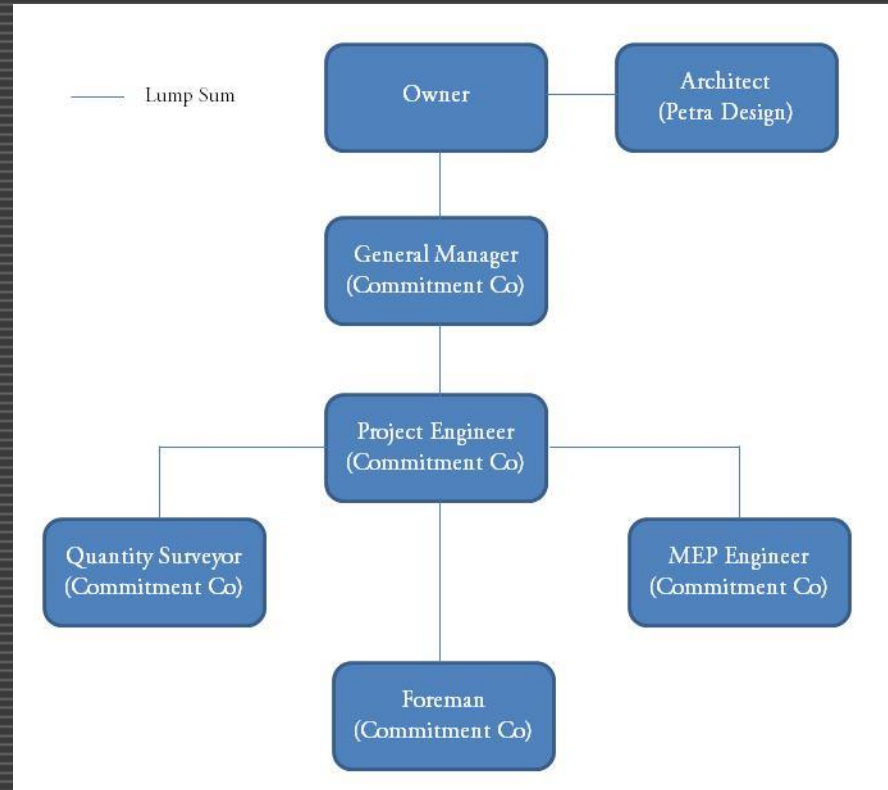 Lump Sum
Owner
Architect
(Petra Design)
General Manager
(Commitment Co)
Project Engineer
(Commitment Co)
Quantity Surveyor
(Commitment Co)
MEP Engineer
(Commitment Co)
Foreman
(Commitment Co)